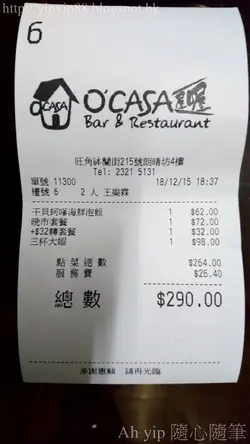 http://yipyip88.blogspot.hk
6
O'CASA
O'CASA
Bar & Restaurant
旺角砵蘭街215號朗晴坊4樓
Tel: 2321 5131
單號 11300 18/12/15 18:37
檯號 6 2 人 王樂霖
干貝蚵嗲海鮮泡飯 1 $62.00
晚市套餐 1 $72.00
+$32轉套餐 1 $32.00
三杯大蝦 1 $98.00
點菜總數 $264.00
服務費 $26.40
總數 $290.00
多謝惠顧 請再光臨
Ah yip 隨心隨筆